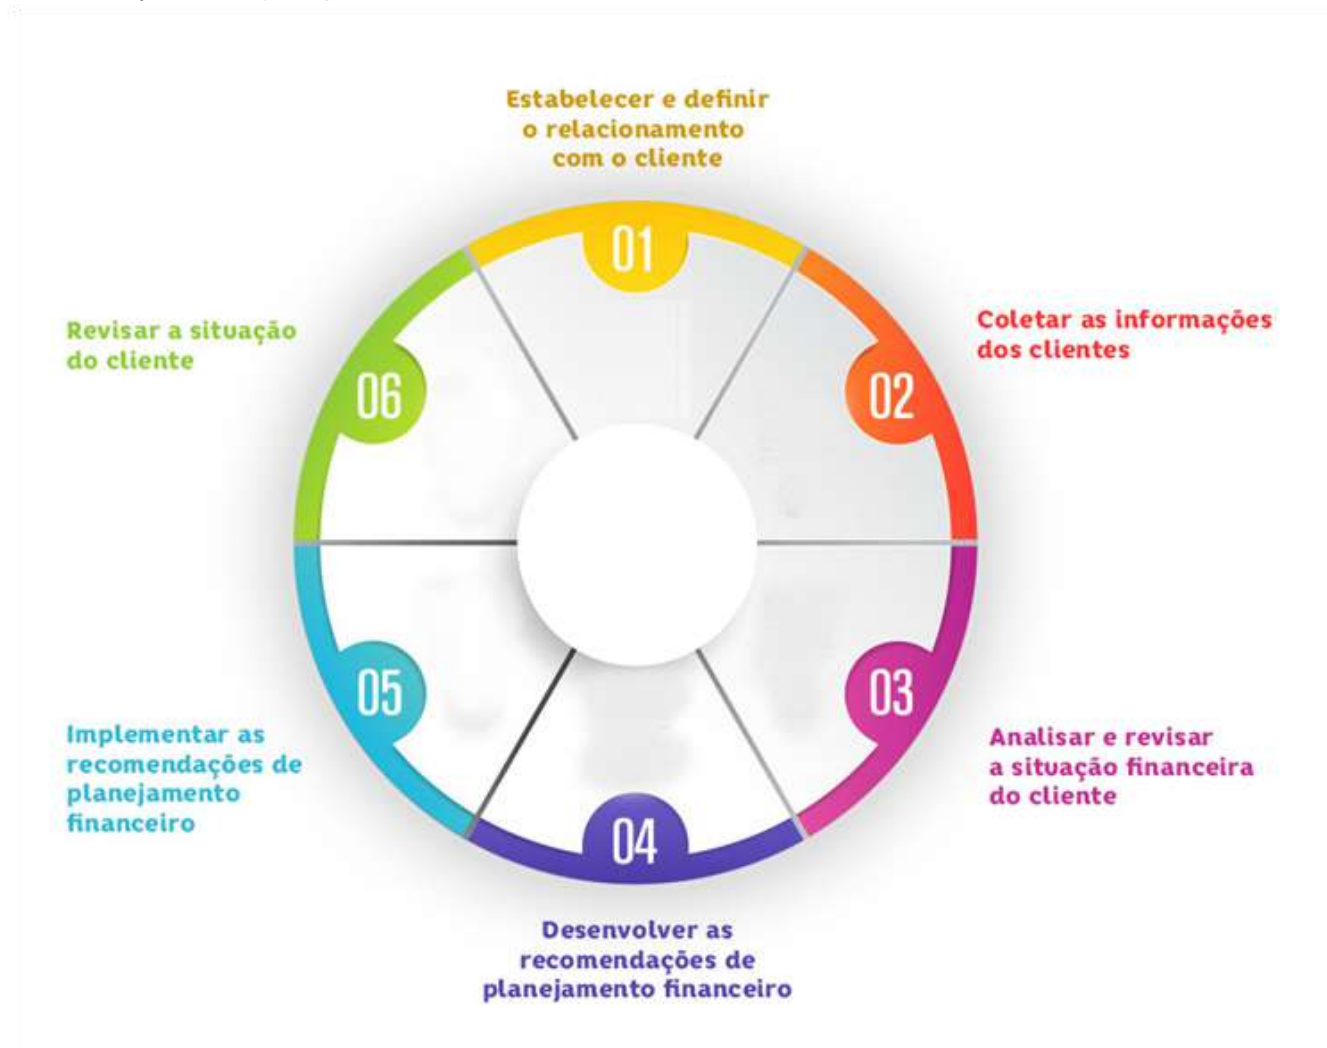 Estabelecer e definir
o relacionamento
com o cliente
01
Coletar as informações
dos clientes
02
Analisar e revisar
a situação financeira
do cliente
03
Desenvolver as
recomendações de
planejamento financeiro
04
Implementar as
recomendações de
planejamento
financeiro
05
Revisar a situação
do cliente
06